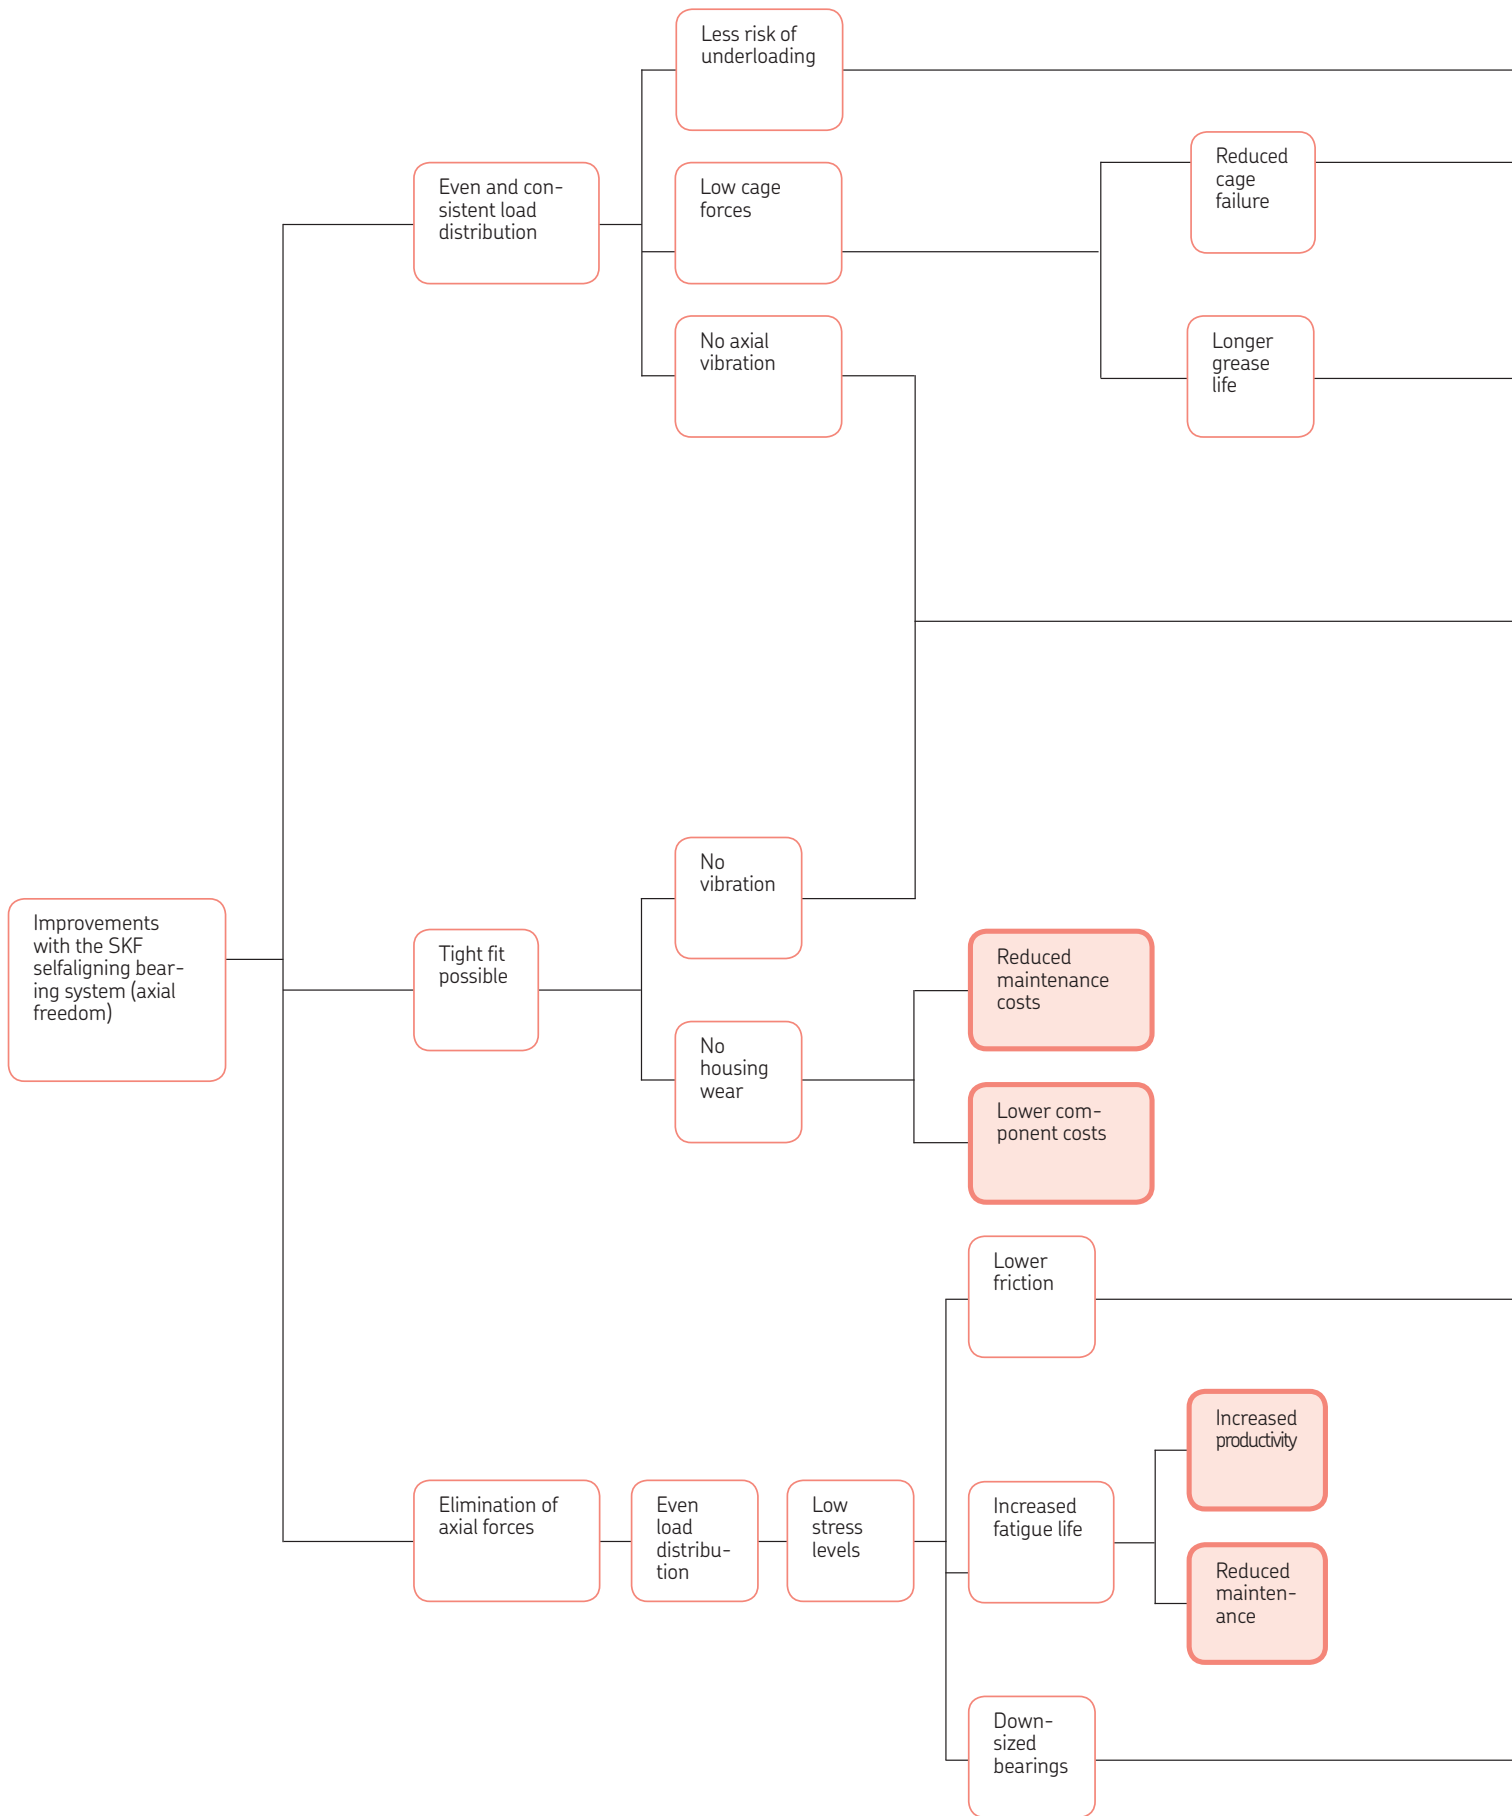 Less risk of
underloading
Reduced
cage
failure
Even and con-
sistent load
distribution
Low cage
forces
No axial
vibration
Longer
grease
life
No
vibration
Improvements
with the SKF
selfaligning bear-
ing system (axial
freedom)
Tight fit
possible
Reduced
maintenance
costs
No
housing
wear
Lower com-
ponent costs
Lower
friction
Increased
productivity
Elimination of
axial forces
Even
load
distribu-
tion
Low
stress
levels
Increased
fatigue life
Reduced
mainten-
ance
Down-
sized
bearings